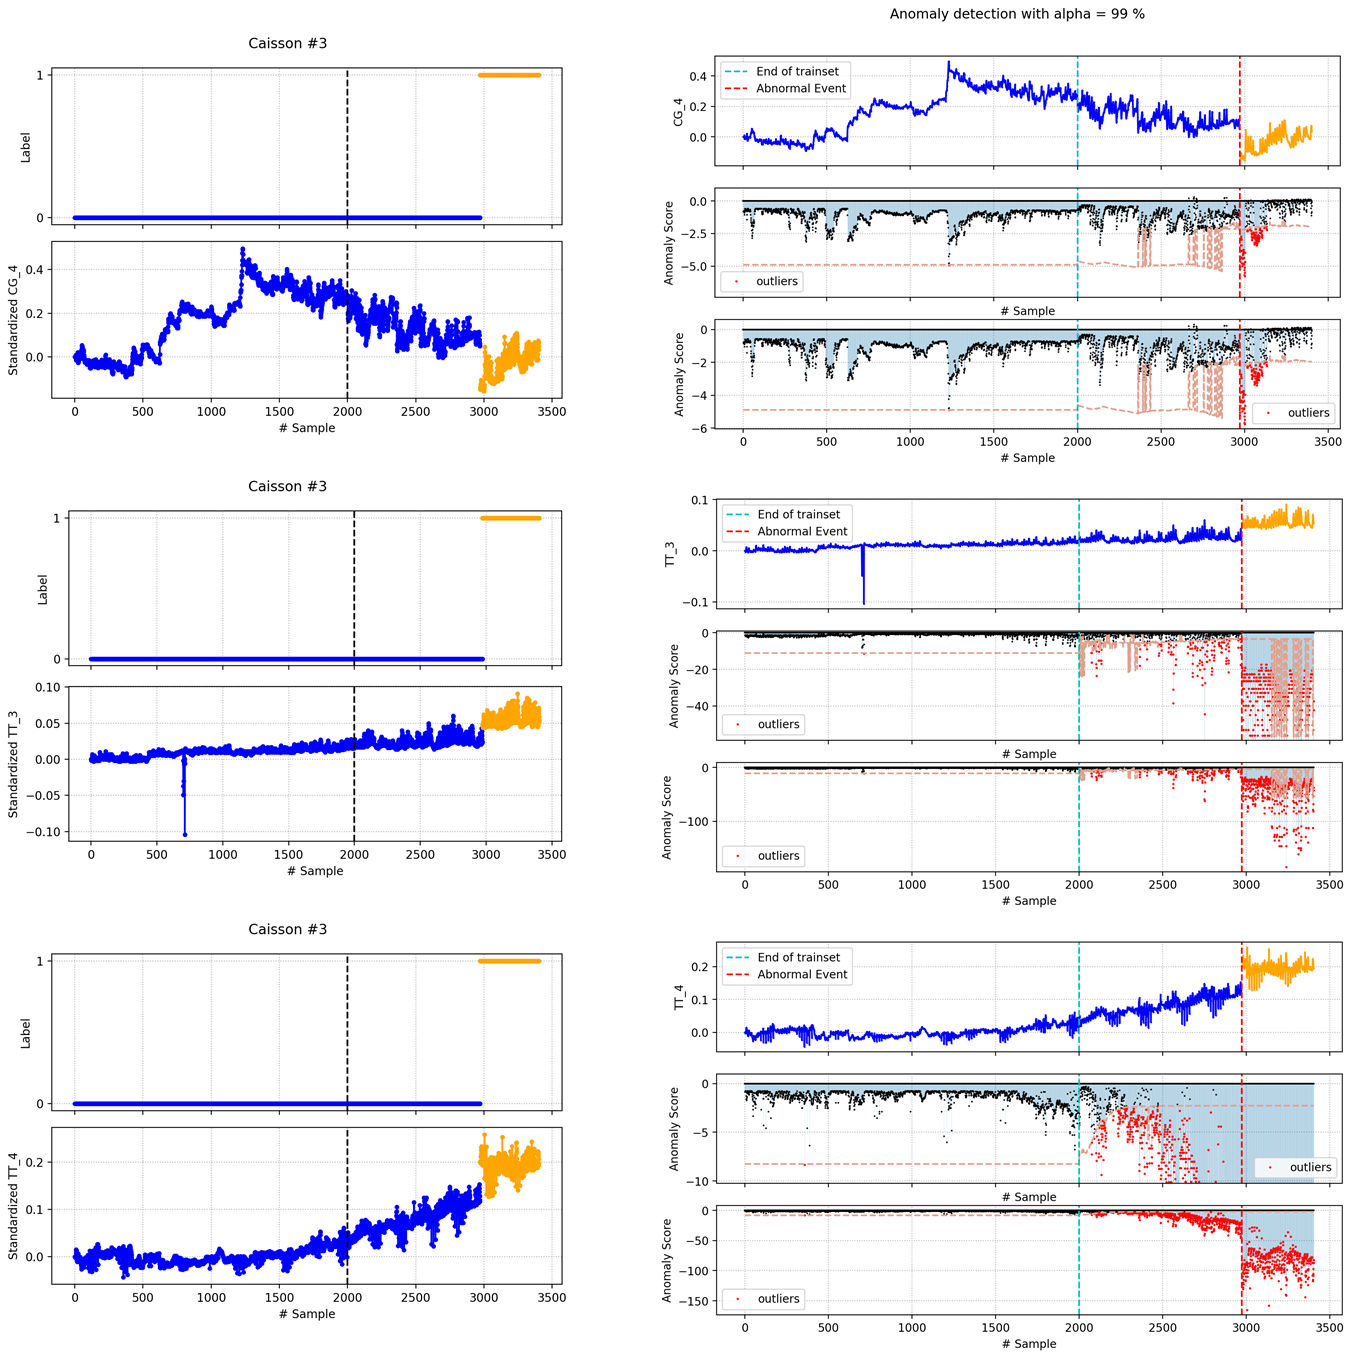 Anomaly detection with alpha = 99 %
Caisson #3
1
0
Label
0.4
0.2
0.0
Standardized CG_4
0 500 1000 1500 2000 2500 3000 3500
# Sample
End of trainset
Abnormal Event
0.4
0.2
0.0
CG_4
0.0
−2.5
−5.0
Anomaly Score
outliers
# Sample
0
−2
−4
−6
Anomaly Score
outliers
0 500 1000 1500 2000 2500 3000 3500
# Sample
Caisson #3
1
0
Label
0.10
0.05
0.00
−0.05
−0.10
Standardized TT_3
0 500 1000 1500 2000 2500 3000 3500
# Sample
End of trainset
Abnormal Event
0.1
0.0
−0.1
TT_3
0
−20
−40
Anomaly Score
outliers
# Sample
0
−100
Anomaly Score
outliers
0 500 1000 1500 2000 2500 3000 3500
# Sample
Caisson #3
1
0
Label
0.2
0.1
0.0
Standardized TT_4
0 500 1000 1500 2000 2500 3000 3500
# Sample
End of trainset
Abnormal Event
0.2
0.1
0.0
TT_4
0
−5
−10
Anomaly Score
outliers
# Sample
0
−50
−100
−150
Anomaly Score
outliers
0 500 1000 1500 2000 2500 3000 3500
# Sample